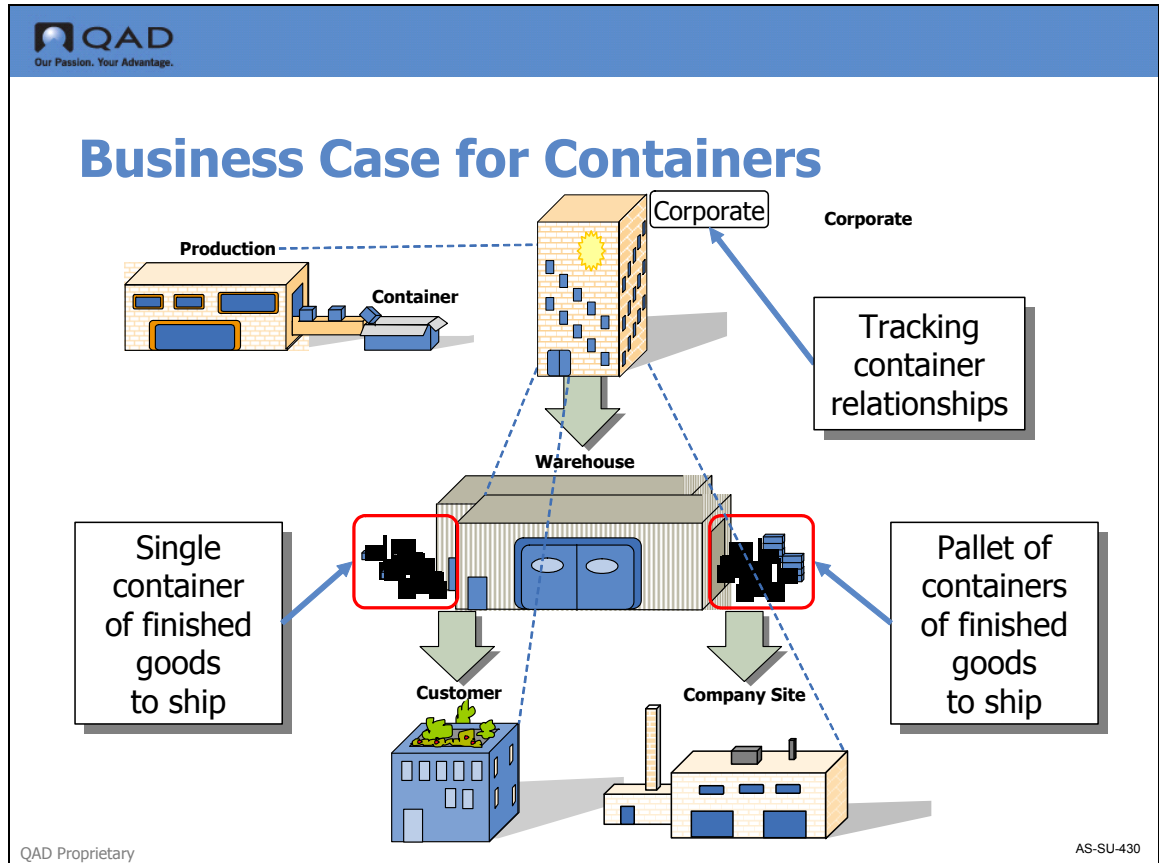 QAD
Our Passion. Your Advantage.
Business Case for Containers
Corporate
Corporate
Production
Container
Tracking
container
relationships
Warehouse
Single
container
of finished
goods
to ship
Pallet of
containers
of finished
goods
to ship
Customer
Company Site
QAD Proprietary
AS-SU-430